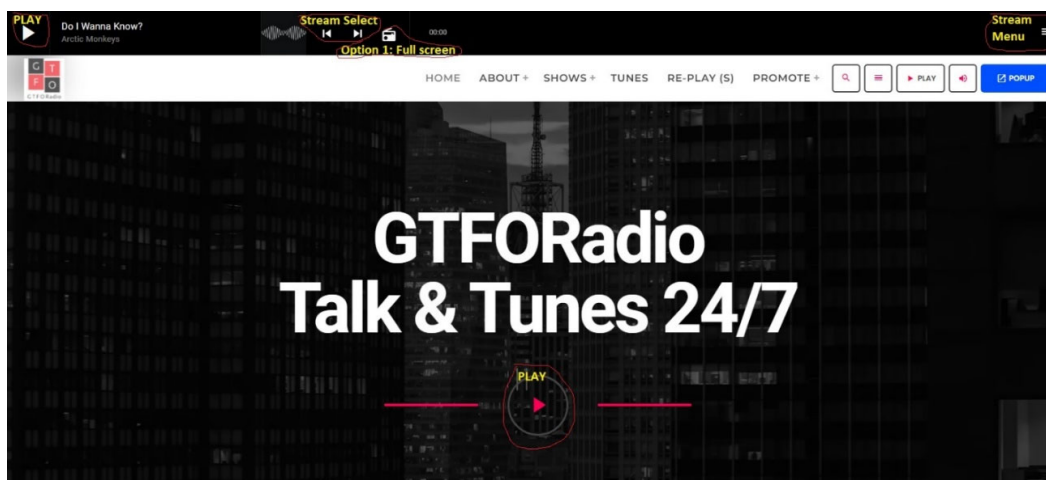 PLAY
Do I Wanna Know?
Arctic Monkeys
Stream Select
00:00
Option 1: Full screen
Stream
Menu
G T
F O
GTFORadio
HOME ABOUT + SHOWS + TUNES RE-PLAY (S) PROMOTE + PLAY POPUP
GTFORadio
Talk & Tunes 24/7
PLAY